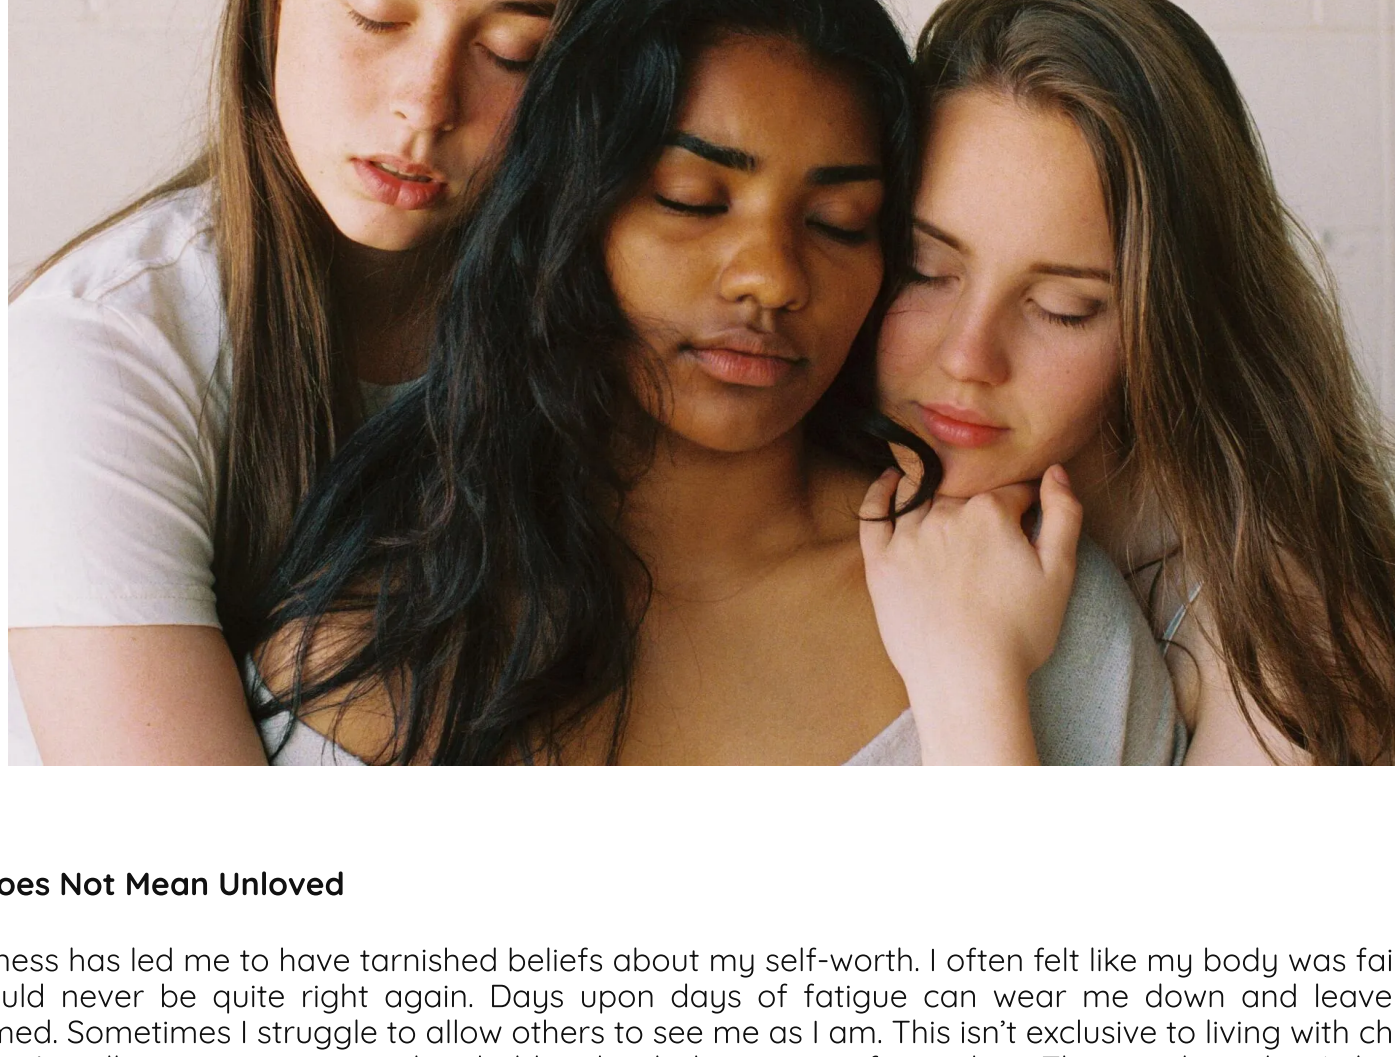 oes Not Mean Unloved
ness has led me to have tarnished beliefs about my self-worth. I often felt like my body was fai
uld never be quite right again. Days upon days of fatigue can wear me down and leave
med. Sometimes I struggle to allow others to see me as I am. This isn’t exclusive to living with ch